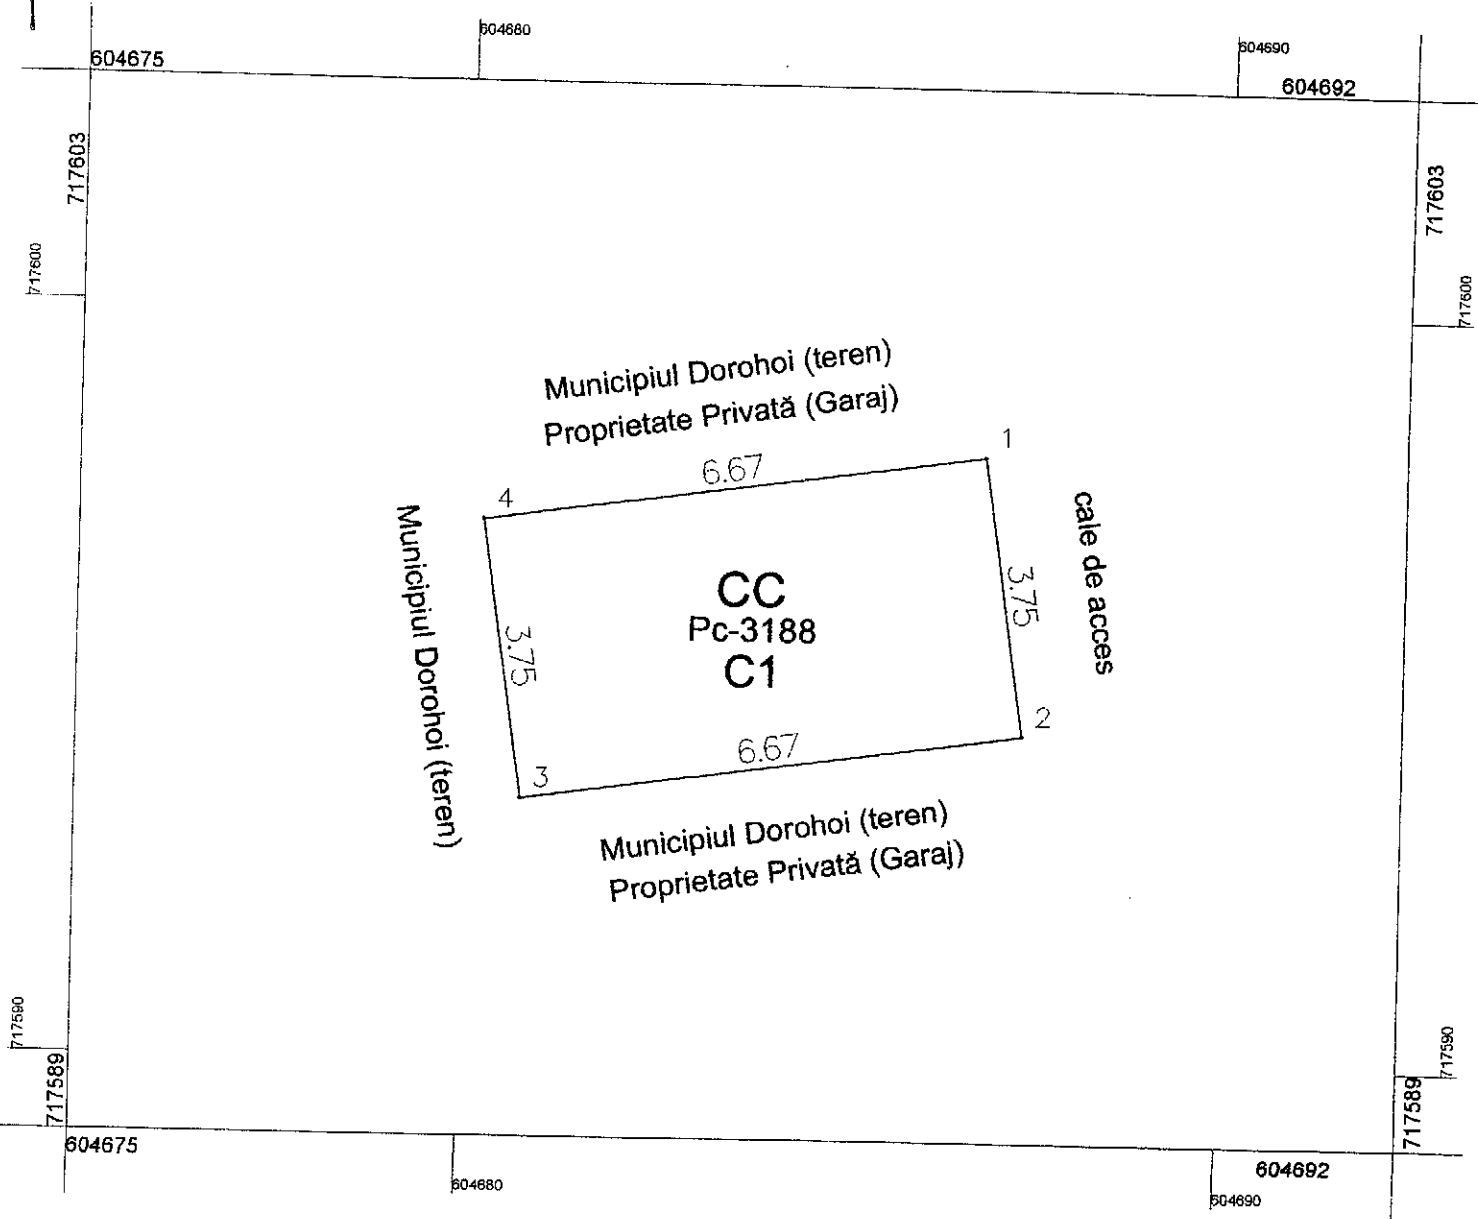 604680
604690
604675
604692
717603
717603
717600
717600
Municipiul Dorohoi (teren)
Proprietate Privată (Garaj)
1
6.67
4
Municipiul Dorohoi (teren)
cale de acces
CC
3.75
Pc-3188
3.75
C1
2
6.67
3
Municipiul Dorohoi (teren)
Proprietate Privată (Garaj)
717590
717590
717589
717589
604675
604692
604680
604690